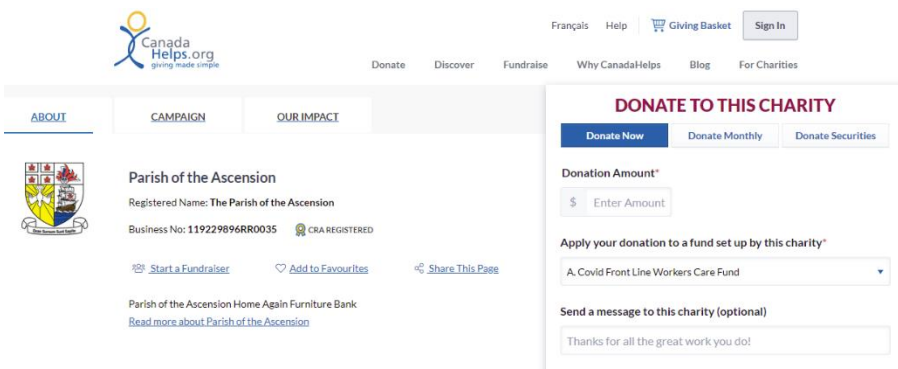 Canada
Helps.org
giving made simple
Français Help Giving Basket Sign In
Donate Discover Fundraise Why CanadaHelps Blog For Charities
ABOUT CAMPAIGN OUR IMPACT
Parish of the Ascension
Registered Name: The Parish of the Ascension
Business No: 119229896RR0035 CRA REGISTERED
Start a Fundraiser Add to Favourites Share This Page
Parish of the Ascension Home Again Furniture Bank
Read more about Parish of the Ascension
DONATE TO THIS CHARITY
Donate Now Donate Monthly Donate Securities
Donation Amount*
$ Enter Amount
Apply your donation to a fund set up by this charity*
A. Covid Front Line Workers Care Fund
Send a message to this charity (optional)
Thanks for all the great work you do!